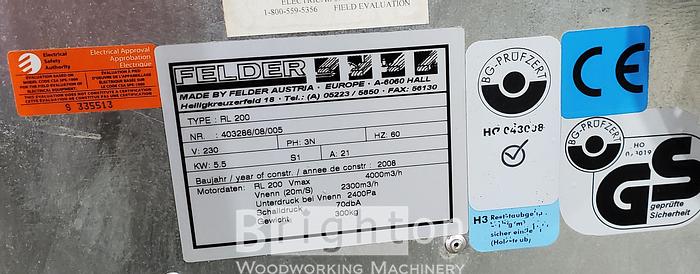 1-800-559-5356 FIELD EVALUATION
Electrical Safety Authority
Electrical Approval
Approbation Électrique
S 335513
FELDER
MADE BY FELDER AUSTRIA - EUROPE - A-6060 HALL
Heiligkreuzerfeld 18 - Tel.: (A) 05223 / 5850 - FAX: 56130
TYPE : RL 200
NR. : 403286/08/005
V: 230 PH: 3N HZ: 60
KW: 5.5 S1 A: 21
Baujahr / year of constr. / annee de constr : 2008
Motordaten: RL 200 Vmax 4000m3/h
Vnenn (20m/S) 2300m3/h
Unterdruck bei Vnenn 2400Pa
Schalldruck 70dBA
Gewicht 300kg
BG-PRÜFZERT
HO 043008
H3
CE
BG-PRÜFZERT
HO
GS
geprüfte
Sicherheit
Brightop
WOODWORKING MACHINERY